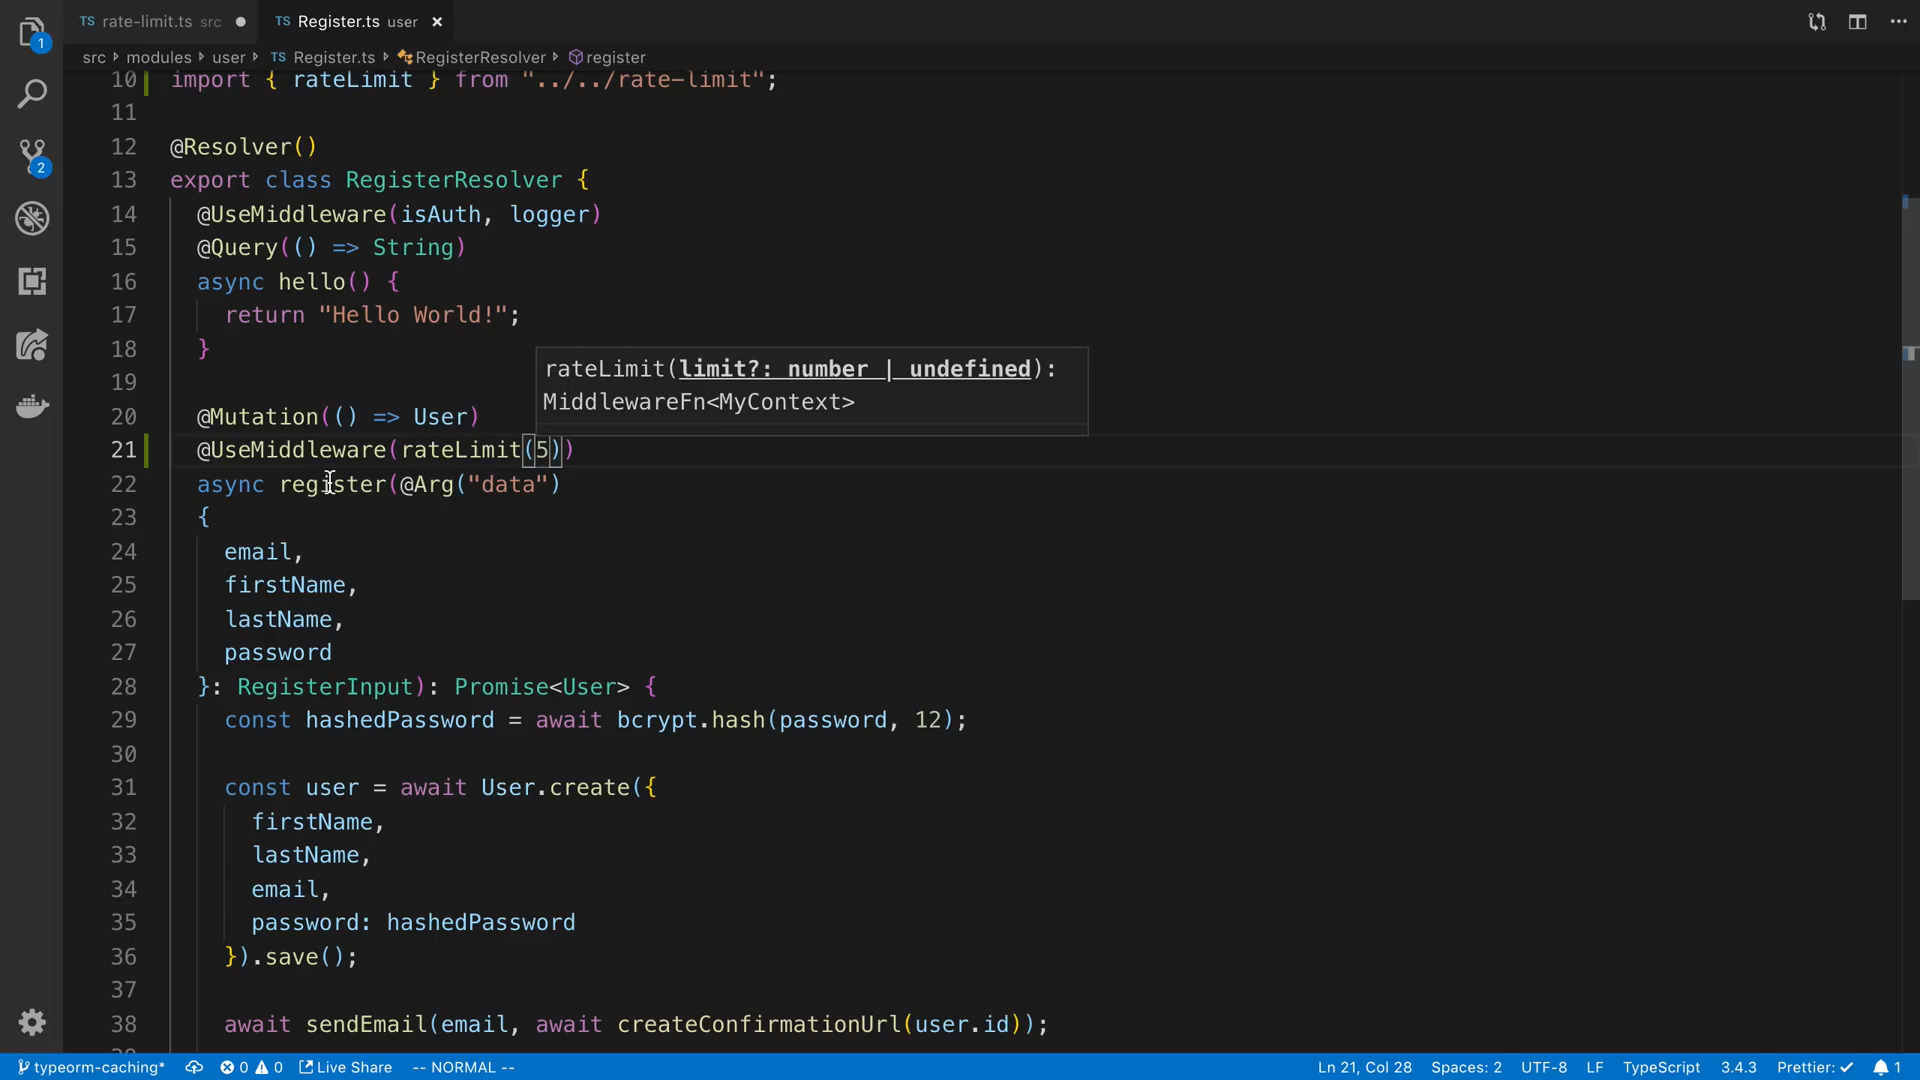 TS rate-limit.ts src
TS Register.ts user ×
src modules user TS Register.ts RegisterResolver register
1
2
10 import { rateLimit } from "../../rate-limit";
11
12 @Resolver()
13 export class RegisterResolver {
14 @UseMiddleware(isAuth, logger)
15 @Query(() => String)
16 async hello() {
17 return "Hello World!";
18 }
rateLimit(limit?: number | undefined):
MiddlewareFn<MyContext>
19
20 @Mutation(() => User)
21 @UseMiddleware(rateLimit(5))
22 async register(@Arg("data")
23 {
24 email,
25 firstName,
26 lastName,
27 password
28 }: RegisterInput): Promise<User> {
29 const hashedPassword = await bcrypt.hash(password, 12);
30
31 const user = await User.create({
32 firstName,
33 lastName,
34 email,
35 password: hashedPassword
36 }).save();
37
38 await sendEmail(email, await createConfirmationUrl(user.id));
39
typeorm-caching* 0 0 Live Share -- NORMAL -- Ln 21, Col 28 Spaces: 2 UTF-8 LF TypeScript 3.4.3 Prettier: ✓ 1